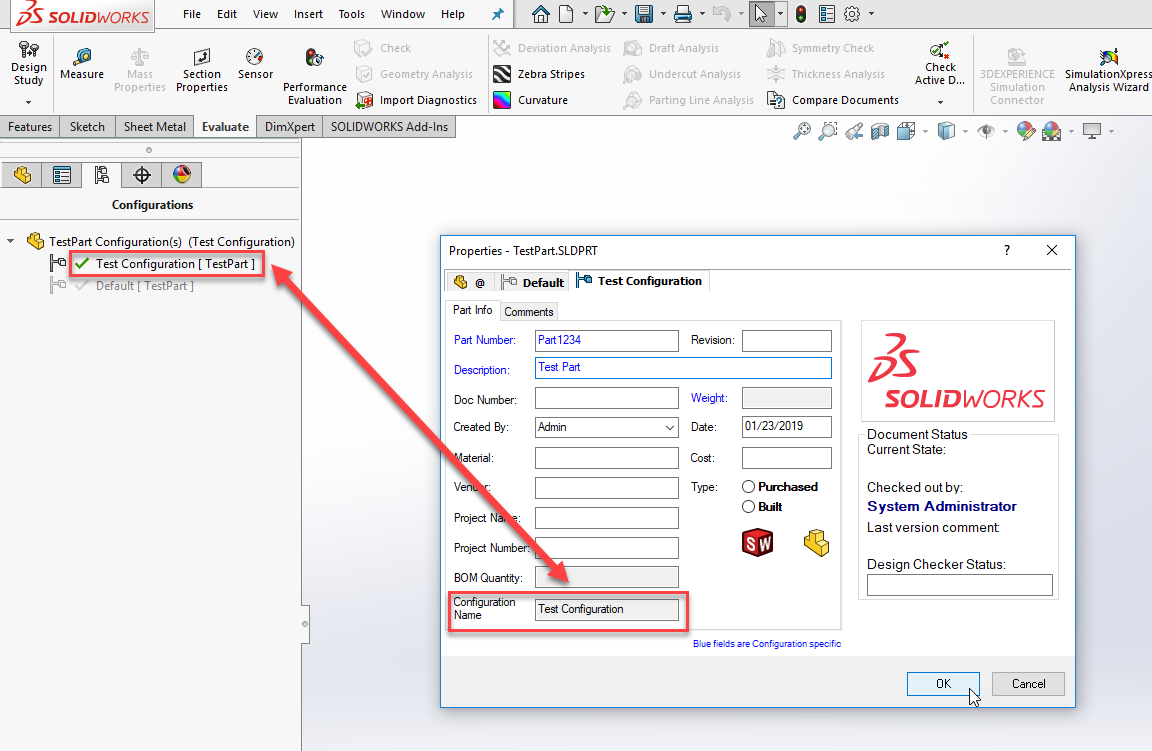 SOLIDWORKS File Edit View Insert Tools Window Help
Design Study
Measure
Mass Properties
Section Properties
Sensor
Performance Evaluation
Check
Geometry Analysis
Import Diagnostics
Deviation Analysis
Zebra Stripes
Curvature
Draft Analysis
Undercut Analysis
Parting Line Analysis
Symmetry Check
Thickness Analysis
Compare Documents
Check Active D...
3DEXPERIENCE Simulation Connector
SimulationXpress Analysis Wizard
Features Sketch Sheet Metal Evaluate DimXpert SOLIDWORKS Add-Ins
Configurations
TestPart Configuration(s) (Test Configuration)
Test Configuration [ TestPart ]
Default [ TestPart ]
Properties - TestPart.SLDPRT ?
@ Default Test Configuration
Part Info Comments
Part Number: Part1234 Revision:
Description: Test Part
Doc Number: Weight:
Created By: Admin Date: 01/23/2019
Material: Cost:
Vendor: Type: Purchased
Built
Project Name:
Project Number:
SW
BOM Quantity:
Configuration Name Test Configuration
Blue fields are Configuration specific
SOLIDWORKS
Document Status
Current State:
Checked out by:
System Administrator
Last version comment:
Design Checker Status:
OK Cancel